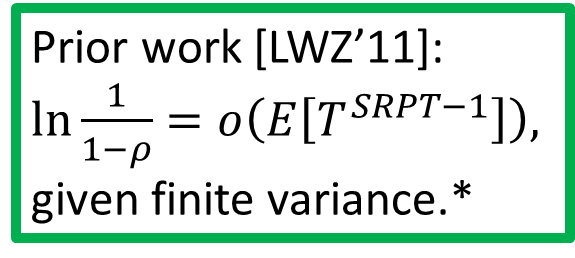 Prior work [LWZ’11]:
ln 1/(1−ρ) = o(E[T^{SRPT−1}]),
given finite variance.*